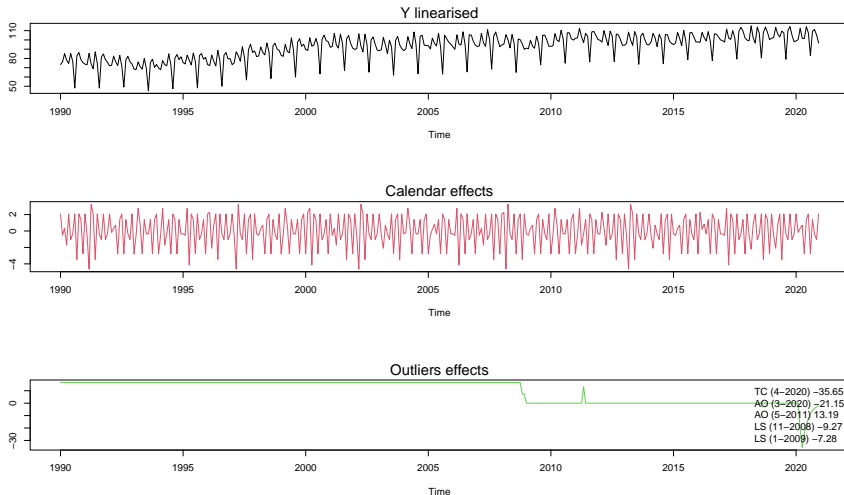 Y linearised
50 80 110
1990 1995 2000 2005 2010 2015 2020
Time
Calendar effects
−4 0 2
1990 1995 2000 2005 2010 2015 2020
Time
Outliers effects
−30 0
TC (4−2020) −35.65
AO (3−2020) −21.15
AO (5−2011) 13.19
LS (11−2008) −9.27
LS (1−2009) −7.28
1990 1995 2000 2005 2010 2015 2020
Time